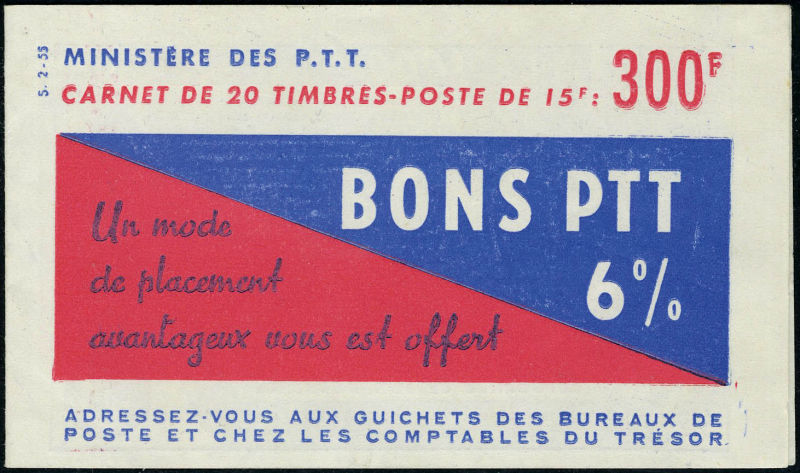 S. 2-55
MINISTÈRE DES P.T.T.
CARNET DE 20 TIMBRES-POSTE DE 15F: 300F
BONS PTT
6%
Un mode
de placement
avantageux vous est offert
ADRESSEZ-VOUS AUX GUICHETS DES BUREAUX DE
POSTE ET CHEZ LES COMPTABLES DU TRÉSOR